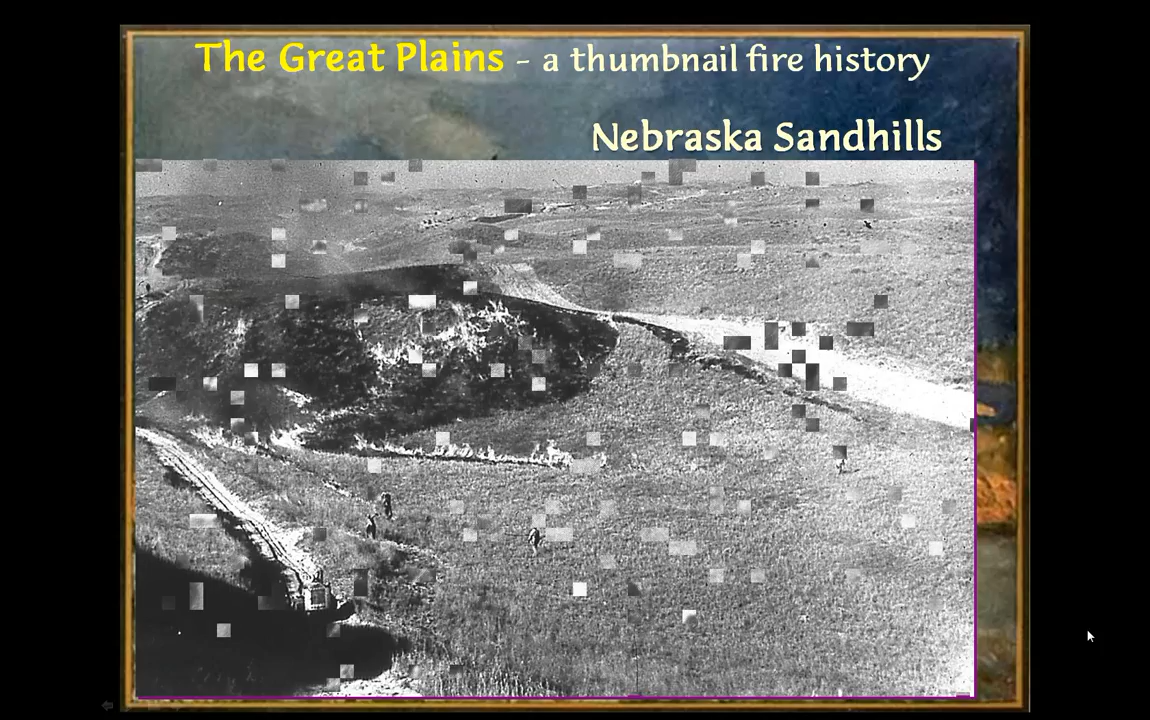 The Great Plains - a thumbnail fire history
Nebraska Sandhills